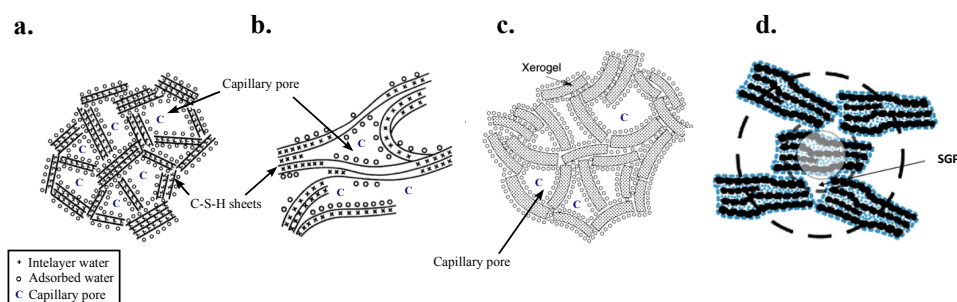 a.
b.
c.
d.
Capillary pore
Xerogel
C
C
C
C
C
C
C
C
C
C
C
C
SGP
C-S-H sheets
Capillary pore
+ Intelayer water
o Adsorbed water
C Capillary pore